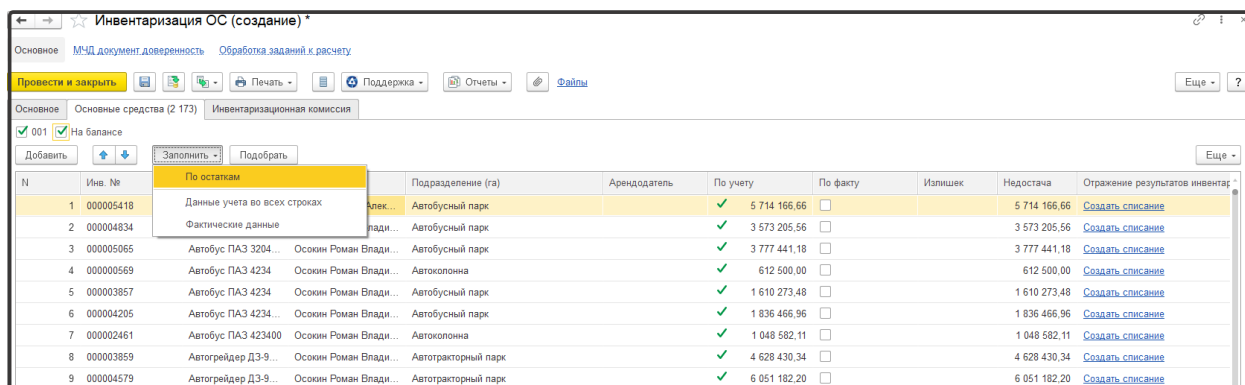 Инвентаризация ОС (создание) *
Основное МЧД документ доверенность Обработка заданий к расчету
Провести и закрыть Печать Поддержка Отчеты Файлы Еще ?
Основное Основные средства (2 173) Инвентаризационная комиссия
001 На балансе
Добавить Заполнить Подобрать Еще
По остаткам
Данные учета во всех строках
Фактические данные
N Инв. № Подразделение (га) Арендодатель По учету По факту Излишек Недостача Отражение результатов инвентар
1 000005418 Алек... Автобусный парк 5 714 166,66 5 714 166,66 Создать списание
2 000004834 лади... Автобусный парк 3 573 205,56 3 573 205,56 Создать списание
3 000005065 Автобус ПАЗ 3204... Осокин Роман Влади... Автобусный парк 3 777 441,18 3 777 441,18 Создать списание
4 000000569 Автобус ПАЗ 4234 Осокин Роман Влади... Автоколонна 612 500,00 612 500,00 Создать списание
5 000003857 Автобус ПАЗ 4234 Осокин Роман Влади... Автобусный парк 1 610 273,48 1 610 273,48 Создать списание
6 000004205 Автобус ПАЗ 4234... Осокин Роман Влади... Автобусный парк 1 836 466,96 1 836 466,96 Создать списание
7 000002461 Автобус ПАЗ 423400 Осокин Роман Влади... Автоколонна 1 048 582,11 1 048 582,11 Создать списание
8 000003859 Автогрейдер ДЗ-9... Осокин Роман Влади... Автотракторный парк 4 628 430,34 4 628 430,34 Создать списание
9 000004579 Автогрейдер ДЗ-9... Осокин Роман Влади... Автотракторный парк 6 051 182,20 6 051 182,20 Создать списание